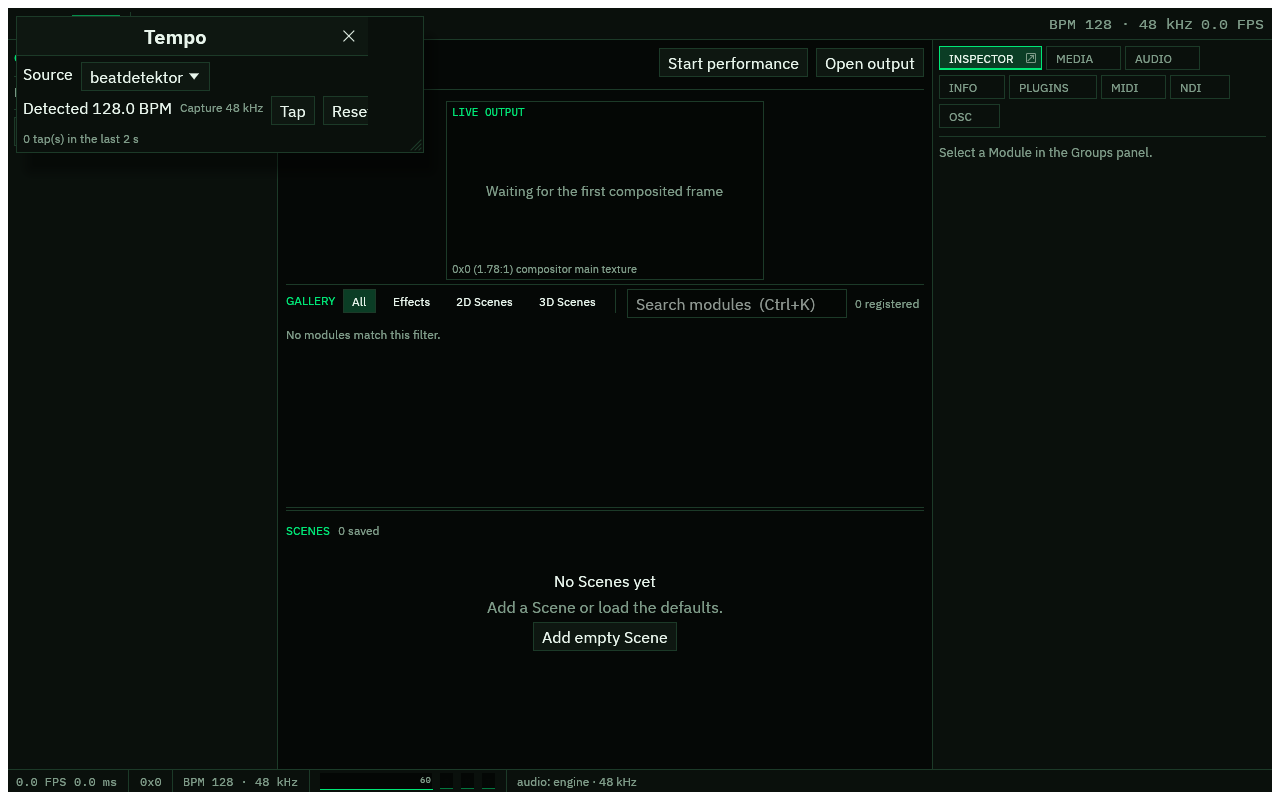 BPM 128 · 48 kHz 0.0 FPS
Tempo
Source beatdetektor
Detected 128.0 BPM Capture 48 kHz Tap Rese
0 tap(s) in the last 2 s
Start performance Open output
LIVE OUTPUT
Waiting for the first composited frame
0x0 (1.78:1) compositor main texture
GALLERY All Effects 2D Scenes 3D Scenes Search modules (Ctrl+K) 0 registered
No modules match this filter.
SCENES 0 saved
No Scenes yet
Add a Scene or load the defaults.
Add empty Scene
INSPECTOR MEDIA AUDIO
INFO PLUGINS MIDI NDI
OSC
Select a Module in the Groups panel.
0.0 FPS 0.0 ms 0x0 BPM 128 · 48 kHz 60 audio: engine · 48 kHz